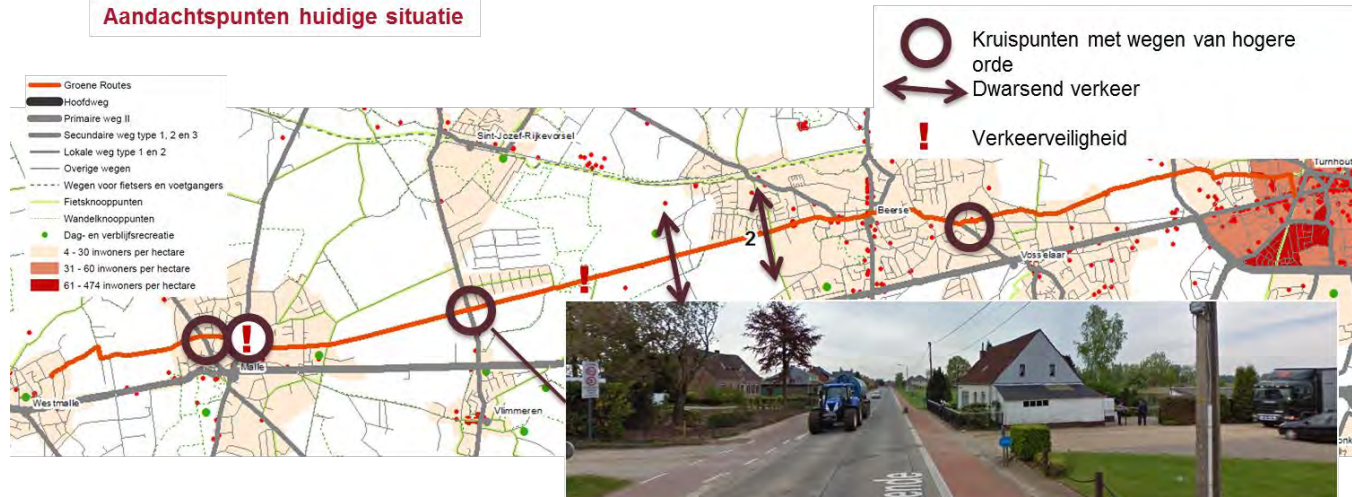 Aandachtspunten huidige situatie
Kruispunten met wegen van hogere
orde
Dwarsend verkeer
! Verkeerveiligheid
Groene Routes
Hoofdweg
Primaire weg II
Secundaire weg type 1, 2 en 3
Lokale weg type 1 en 2
Overige wegen
Wegen voor fietsers en voetgangers
Fietsknooppunten
Wandelknooppunten
Dag- en verblijfsrecreatie
4 - 30 inwoners per hectare
31 - 60 inwoners per hectare
61 - 474 inwoners per hectare
Sint-Jozef-Rijkevorsel
Turnhout
Beerse
2
Vosselaar
!
!
Malle
Westmalle
Vlimmeren
ende